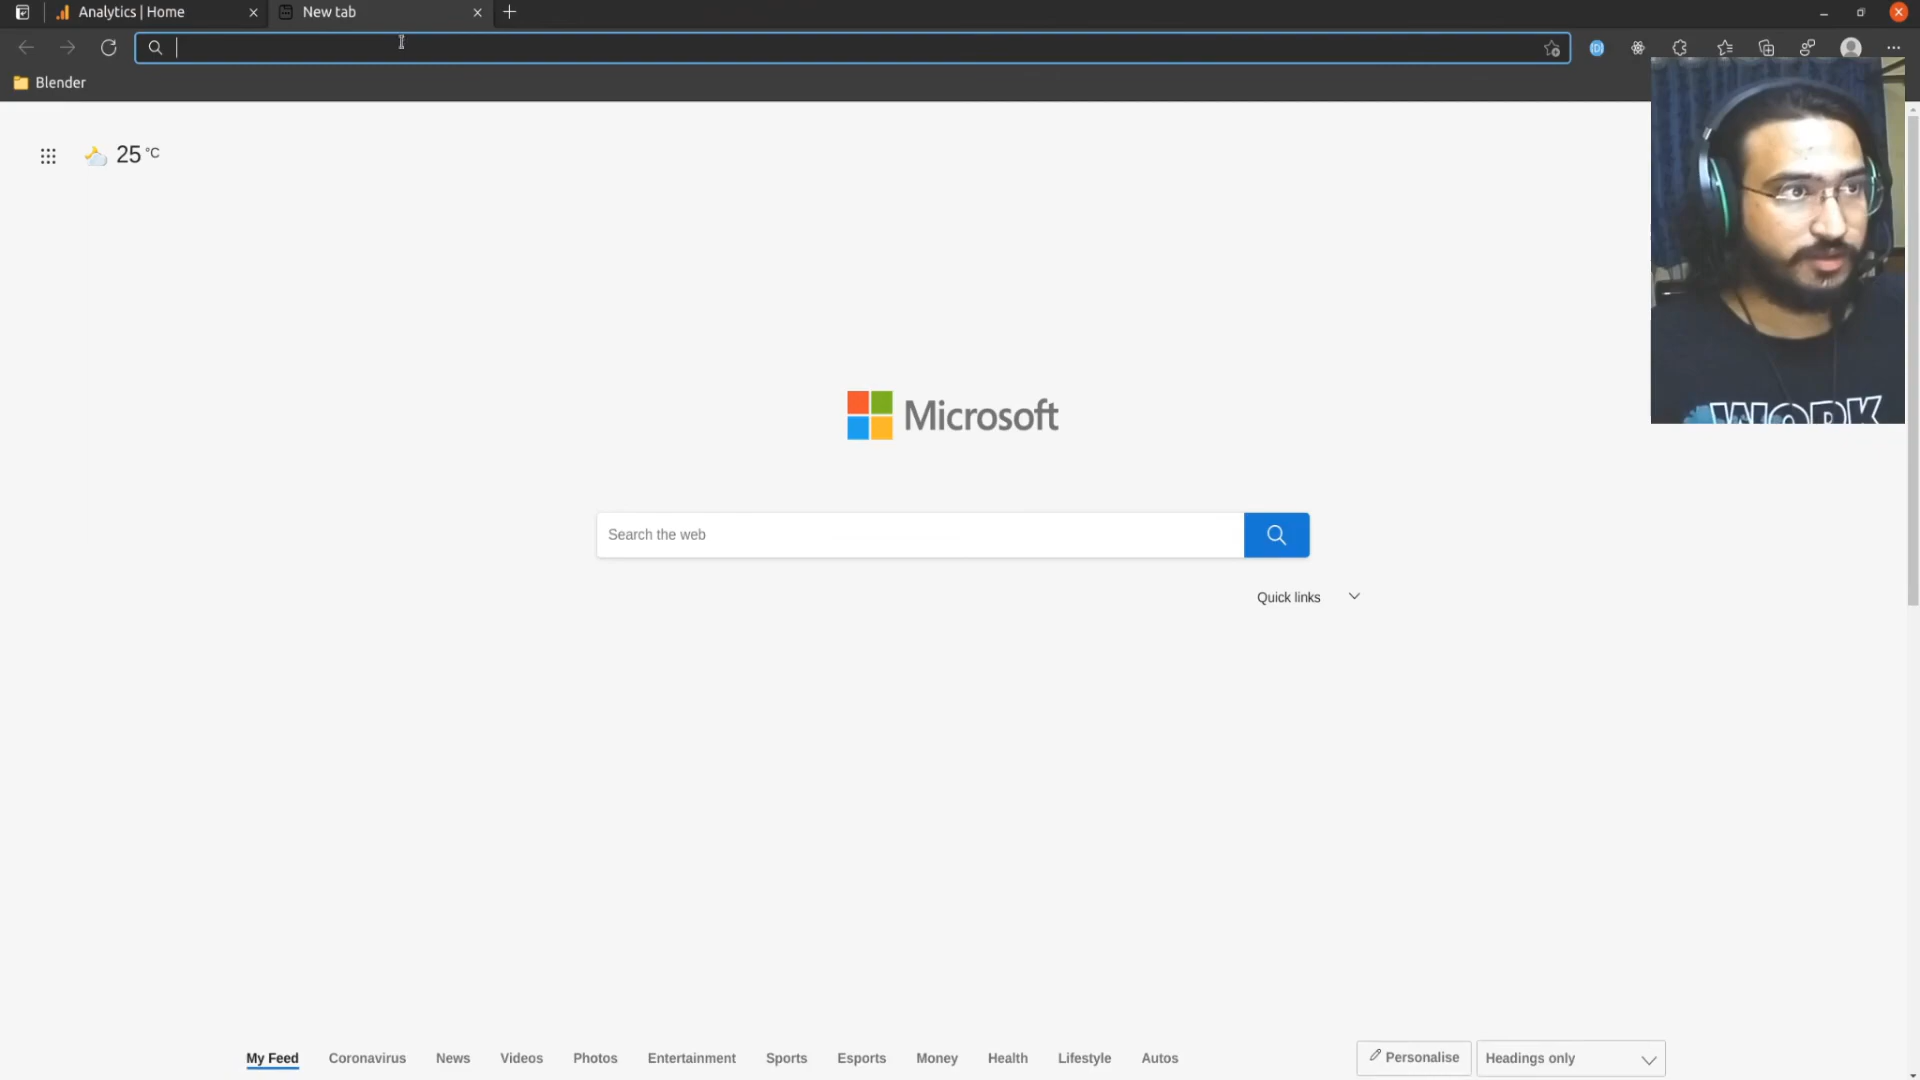 Analytics | Home
New tab
Blender
25 °C
Microsoft
Search the web
Quick links
WORK
My Feed Coronavirus News Videos Photos Entertainment Sports Esports Money Health Lifestyle Autos
Personalise
Headings only